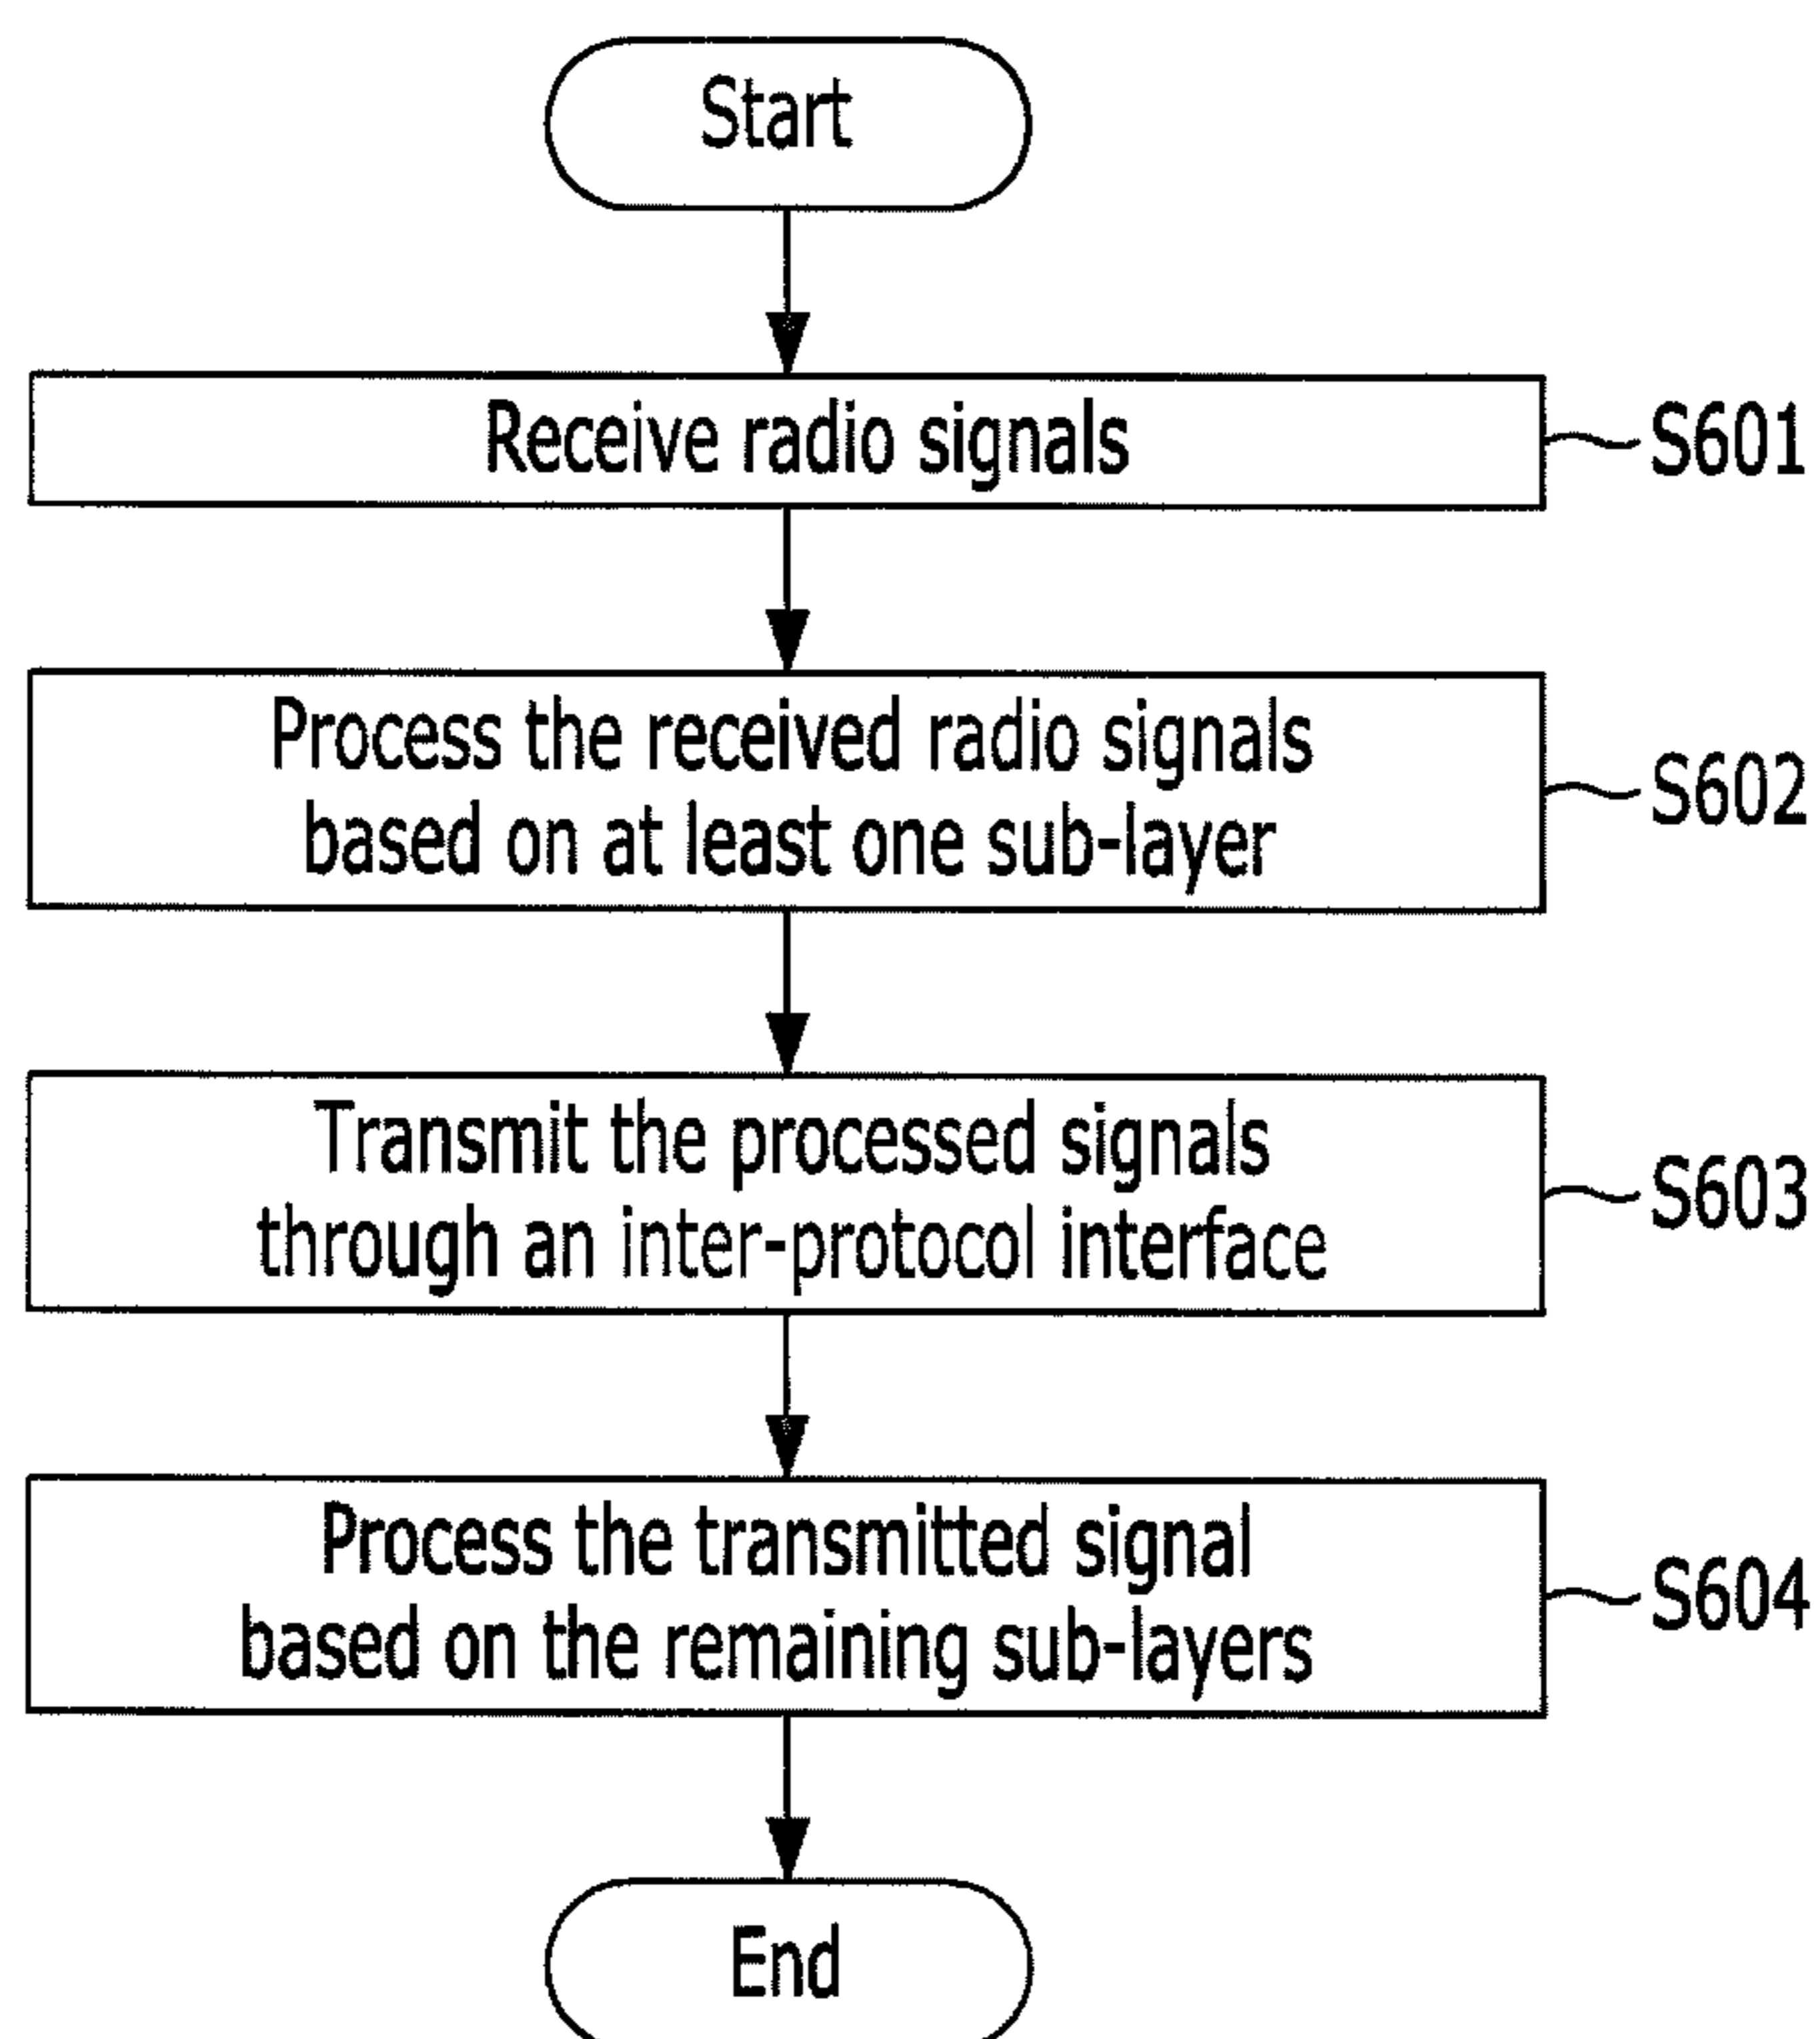 Start
Receive radio signals
S601
Process the received radio signals
based on at least one sub-layer
S602
Transmit the processed signals
through an inter-protocol interface
S603
Process the transmitted signal
based on the remaining sub-layers
S604
End